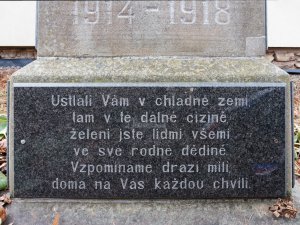 1914-1918
Ustlali Vám v chladné zemi
tam v té dálné cizině
želeni jste lidmi všemi
ve své rodné dědině.
Vzpomínáme drazí milí
doma na Vás každou chvíli.